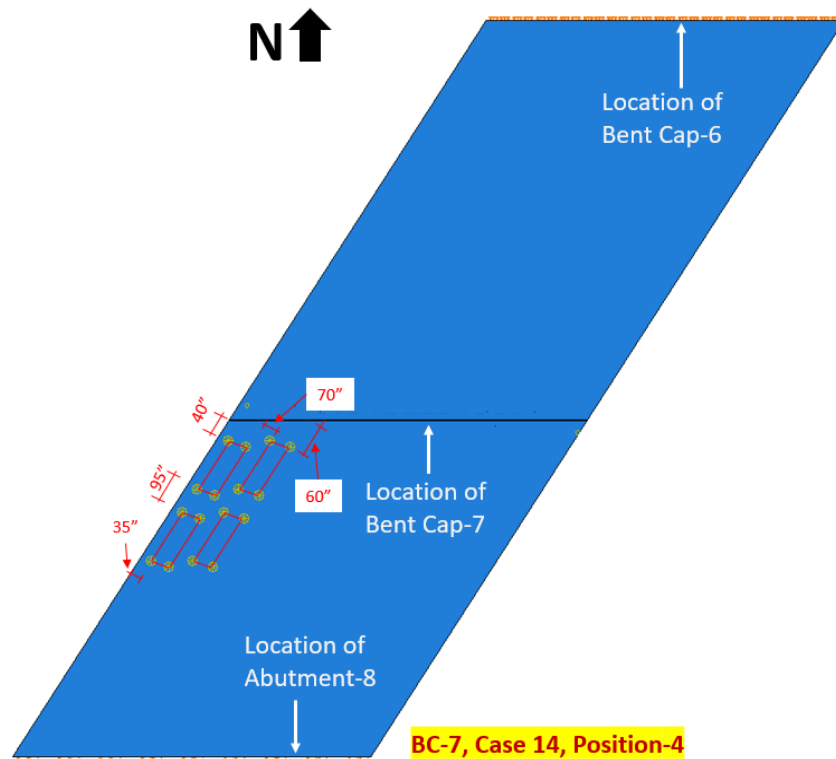 N
Location of
Bent Cap-6
70”
40”
95”
60”
Location of
Bent Cap-7
35”
Location of
Abutment-8
BC-7, Case 14, Position-4